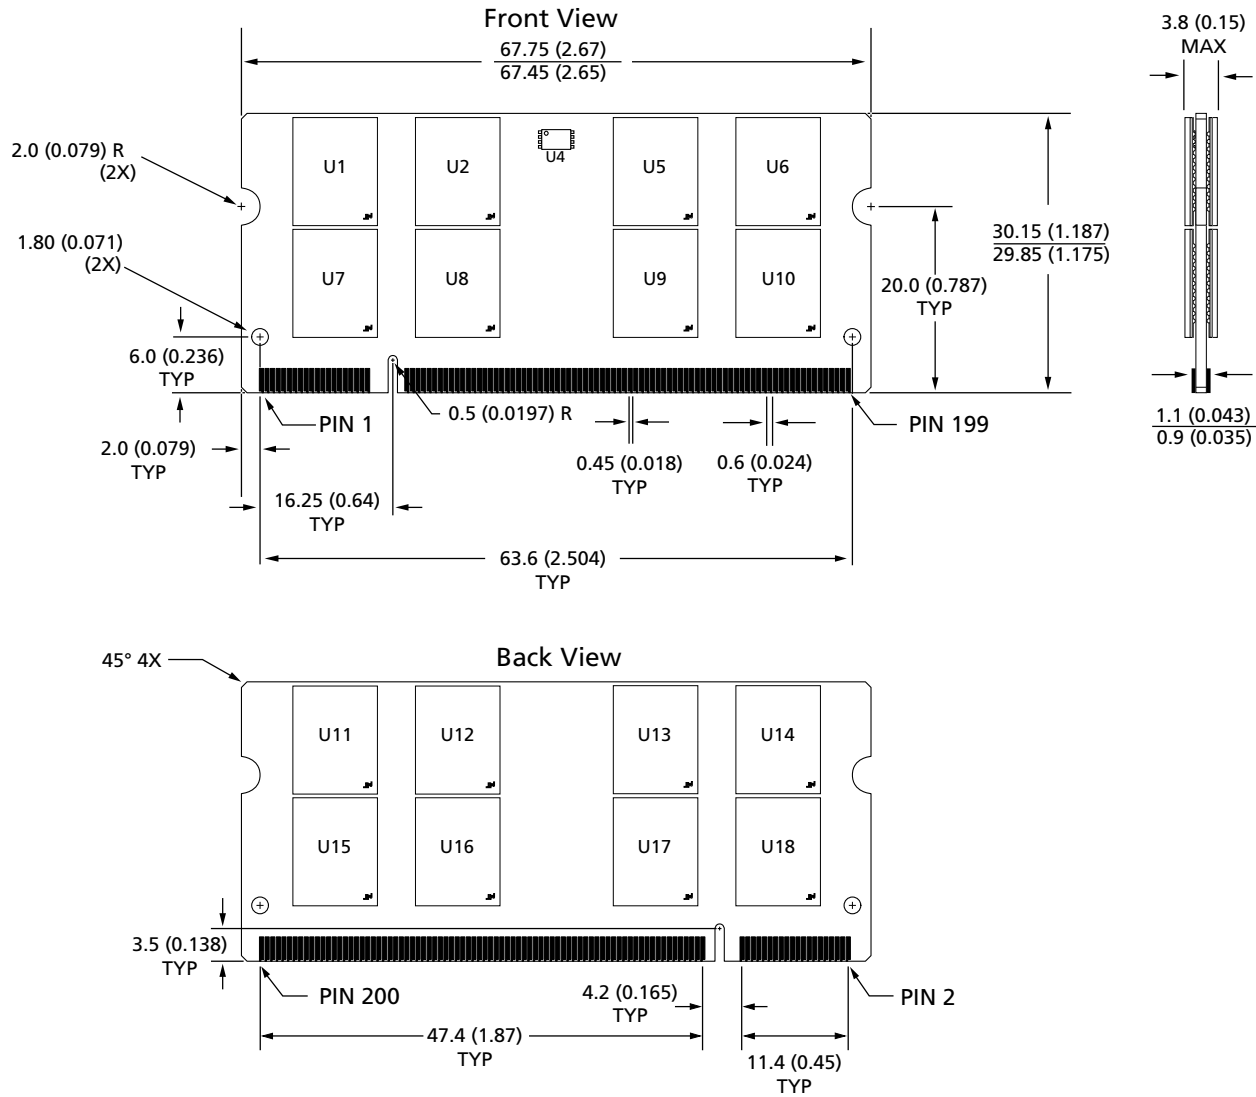 Front View
67.75 (2.67)
67.45 (2.65)
3.8 (0.15)
MAX
2.0 (0.079) R
(2X)
U1
U2
U4
U5
U6
1.80 (0.071)
(2X)
30.15 (1.187)
29.85 (1.175)
U7
U8
U9
U10
20.0 (0.787)
TYP
6.0 (0.236)
TYP
0.5 (0.0197) R
PIN 1
PIN 199
1.1 (0.043)
0.9 (0.035)
2.0 (0.079)
TYP
0.45 (0.018)
TYP
0.6 (0.024)
TYP
16.25 (0.64)
TYP
63.6 (2.504)
TYP
Back View
45° 4X
U11
U12
U13
U14
U15
U16
U17
U18
3.5 (0.138)
TYP
PIN 200
4.2 (0.165)
TYP
PIN 2
47.4 (1.87)
TYP
11.4 (0.45)
TYP